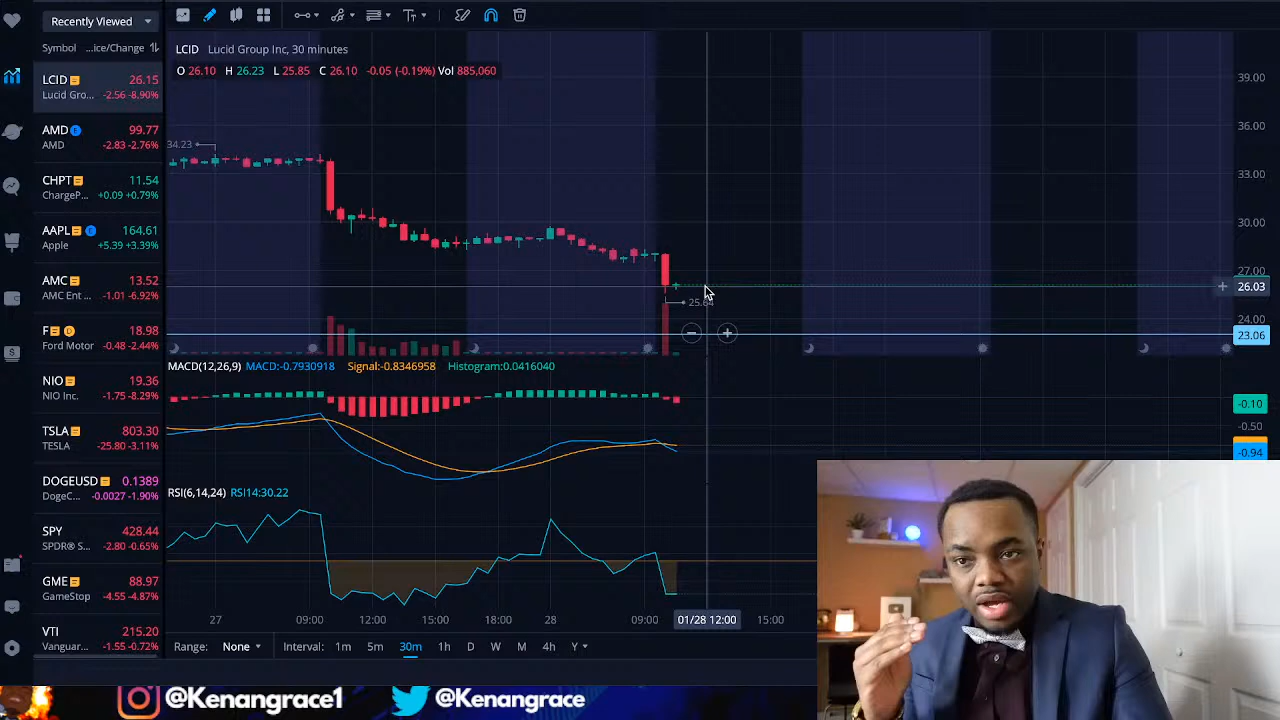 Recently Viewed
Symbol ...ice/Change
LCID 26.15
Lucid Gro... -2.56 -8.90%
AMD E 99.77
AMD -2.83 -2.76%
CHPT 11.54
ChargeP... +0.09 +0.79%
AAPL E 164.61
Apple +5.39 +3.39%
AMC 13.52
AMC Ent ... -1.01 -6.92%
F 18.98
Ford Motor -0.48 -2.44%
NIO 19.36
NIO Inc. -1.75 -8.29%
TSLA 803.30
TESLA -25.80 -3.11%
DOGEUSD 0.1389
DogeC... -0.0027 -1.90%
SPY 428.44
SPDR® S... -2.80 -0.65%
GME 88.97
GameStop -4.55 -4.87%
VTI 215.20
Vanguar... -1.55 -0.72%
LCID Lucid Group Inc, 30 minutes
O 26.10 H 26.23 L 25.85 C 26.10 -0.05 (-0.19%) Vol 885,060
34.23
25.64
39.00
36.00
33.00
30.00
27.00
26.03
24.00
23.06
MACD(12,26,9) MACD:-0.7930918 Signal:-0.8346958 Histogram:0.0416040
-0.10
-0.50
-0.94
RSI(6,14,24) RSI14:30.22
27 09:00 12:00 15:00 18:00 28 09:00 01/28 12:00 15:00
Range: None Interval: 1m 5m 30m 1h D W M 4h Y
@Kenangrace1 @Kenangrace